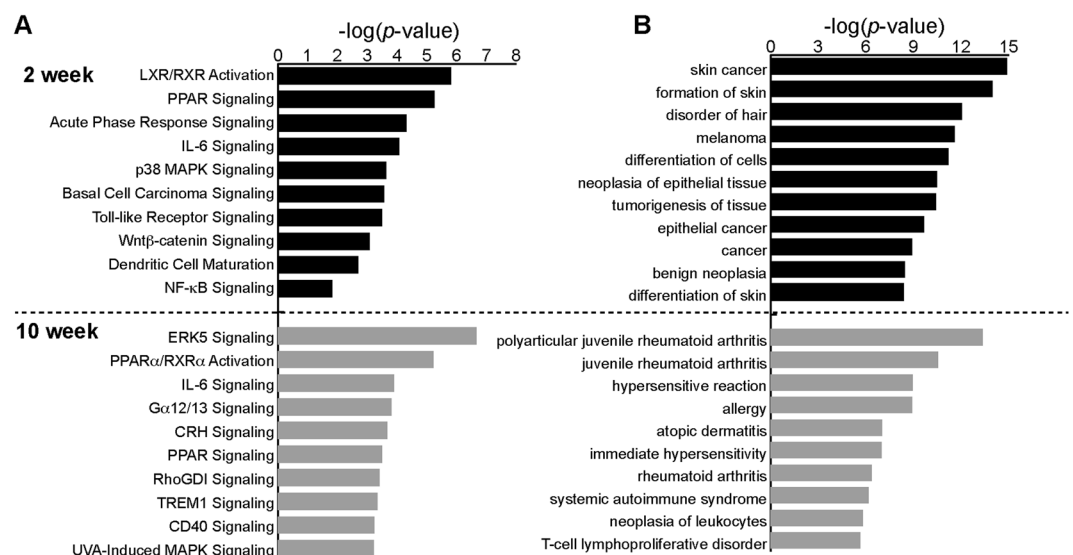 A
-log(p-value)
0 1 2 3 4 5 6 7 8
2 week
LXR/RXR Activation
PPAR Signaling
Acute Phase Response Signaling
IL-6 Signaling
p38 MAPK Signaling
Basal Cell Carcinoma Signaling
Toll-like Receptor Signaling
Wntβ-catenin Signaling
Dendritic Cell Maturation
NF-κB Signaling
10 week
ERK5 Signaling
PPARα/RXRα Activation
IL-6 Signaling
Gα12/13 Signaling
CRH Signaling
PPAR Signaling
RhoGDI Signaling
TREM1 Signaling
CD40 Signaling
UVA-Induced MAPK Signaling
B
-log(p-value)
0 3 6 9 12 15
skin cancer
formation of skin
disorder of hair
melanoma
differentiation of cells
neoplasia of epithelial tissue
tumorigenesis of tissue
epithelial cancer
cancer
benign neoplasia
differentiation of skin
polyarticular juvenile rheumatoid arthritis
juvenile rheumatoid arthritis
hypersensitive reaction
allergy
atopic dermatitis
immediate hypersensitivity
rheumatoid arthritis
systemic autoimmune syndrome
neoplasia of leukocytes
T-cell lymphoproliferative disorder